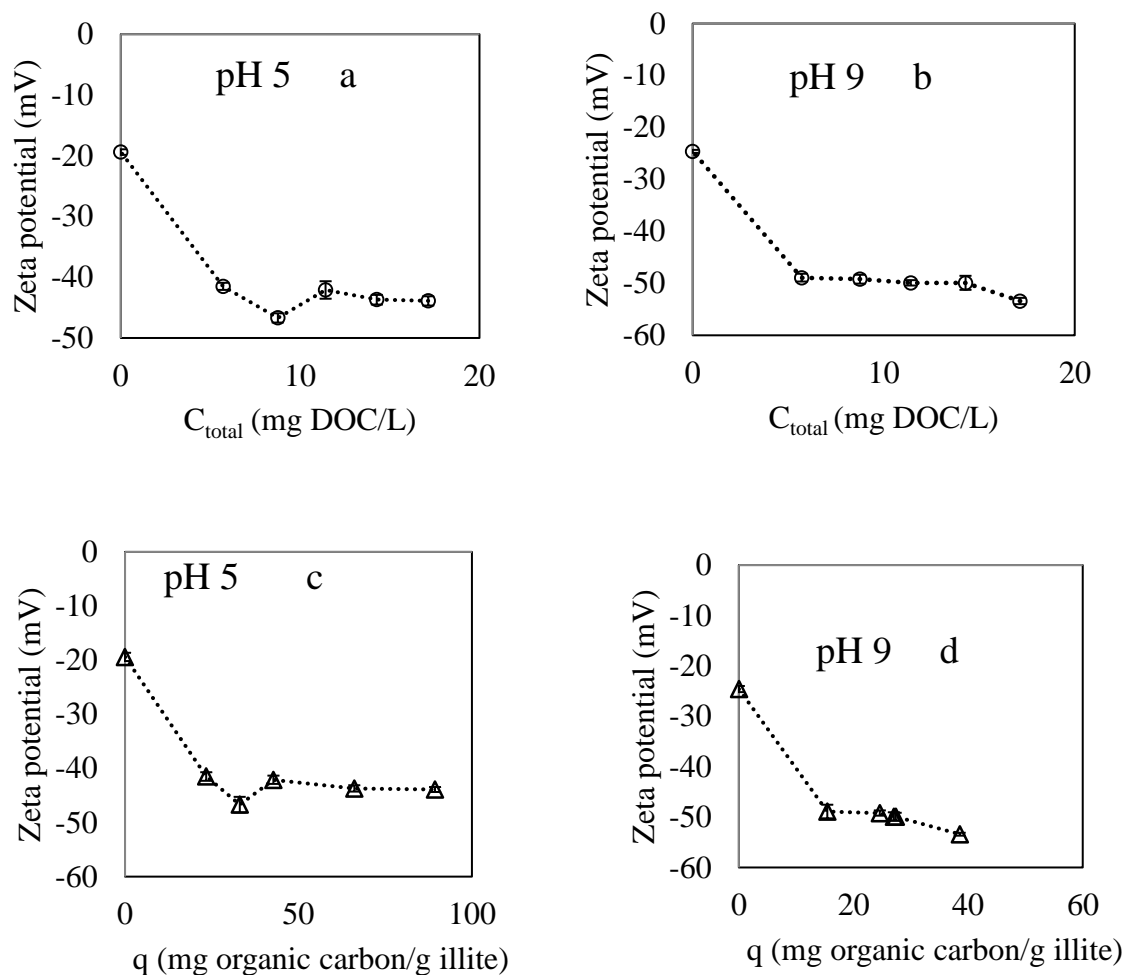 pH 5 a
Zeta potential (mV)
0
-10
-20
-30
-40
-50
0 10 20
C_total (mg DOC/L)
pH 9 b
Zeta potential (mV)
0
-10
-20
-30
-40
-50
-60
0 10 20
C_total (mg DOC/L)
pH 5 c
Zeta potential (mV)
0
-10
-20
-30
-40
-50
-60
0 50 100
q (mg organic carbon/g illite)
pH 9 d
Zeta potential (mV)
0
-10
-20
-30
-40
-50
-60
0 20 40 60
q (mg organic carbon/g illite)